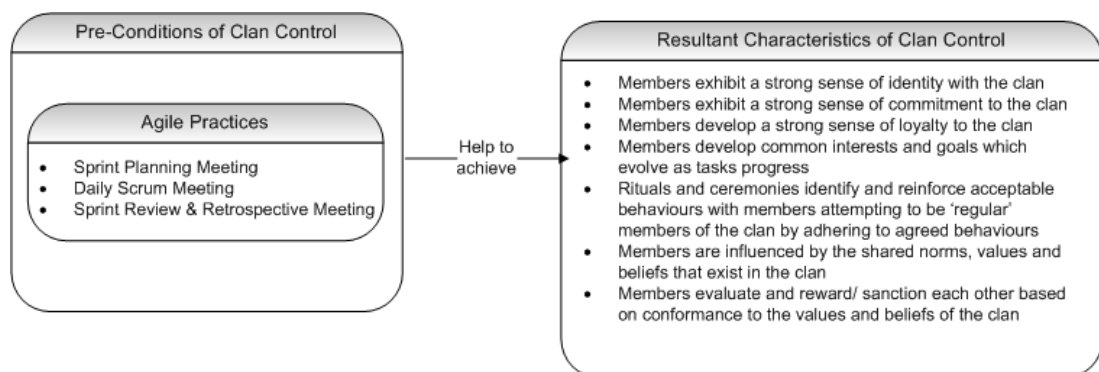 Pre-Conditions of Clan Control
Agile Practices
• Sprint Planning Meeting
• Daily Scrum Meeting
• Sprint Review & Retrospective Meeting
Help to
achieve
Resultant Characteristics of Clan Control
• Members exhibit a strong sense of identity with the clan
• Members exhibit a strong sense of commitment to the clan
• Members develop a strong sense of loyalty to the clan
• Members develop common interests and goals which
evolve as tasks progress
• Rituals and ceremonies identify and reinforce acceptable
behaviours with members attempting to be ‘regular’
members of the clan by adhering to agreed behaviours
• Members are influenced by the shared norms, values and
beliefs that exist in the clan
• Members evaluate and reward/ sanction each other based
on conformance to the values and beliefs of the clan